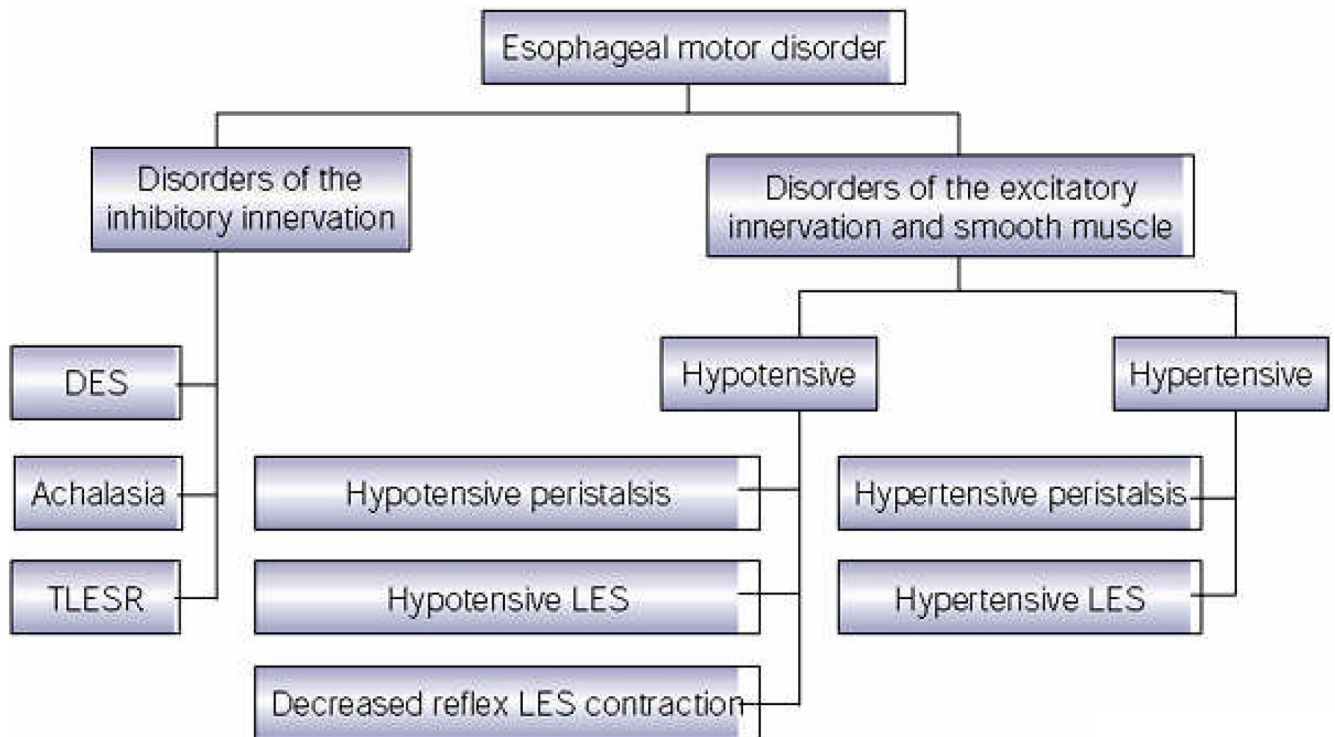 Esophageal motor disorder
Disorders of the
inhibitory innervation
Disorders of the excitatory
innervation and smooth muscle
DES
Achalasia
TLESR
Hypotensive
Hypotensive peristalsis
Hypotensive LES
Decreased reflex LES contraction
Hypertensive
Hypertensive peristalsis
Hypertensive LES